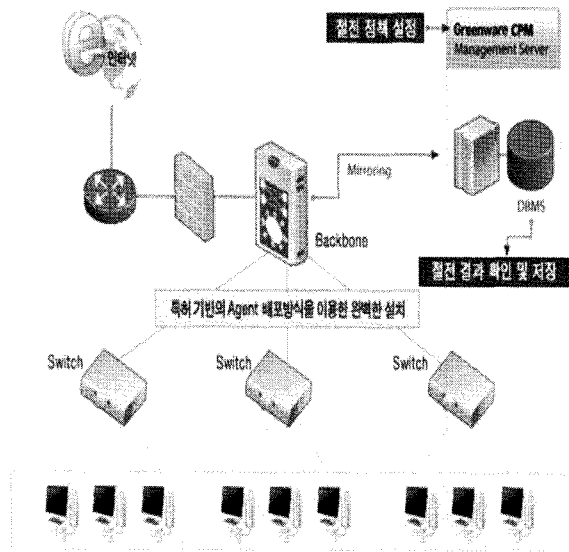 절전 정책 설정
Greenware CPM
Management Server
인터넷
Mirroring
DBMS
Backbone
절전 결과 확인 및 저장
특허 기반의 Agent 배포방식을 이용한 완벽한 설치
Switch
Switch
Switch